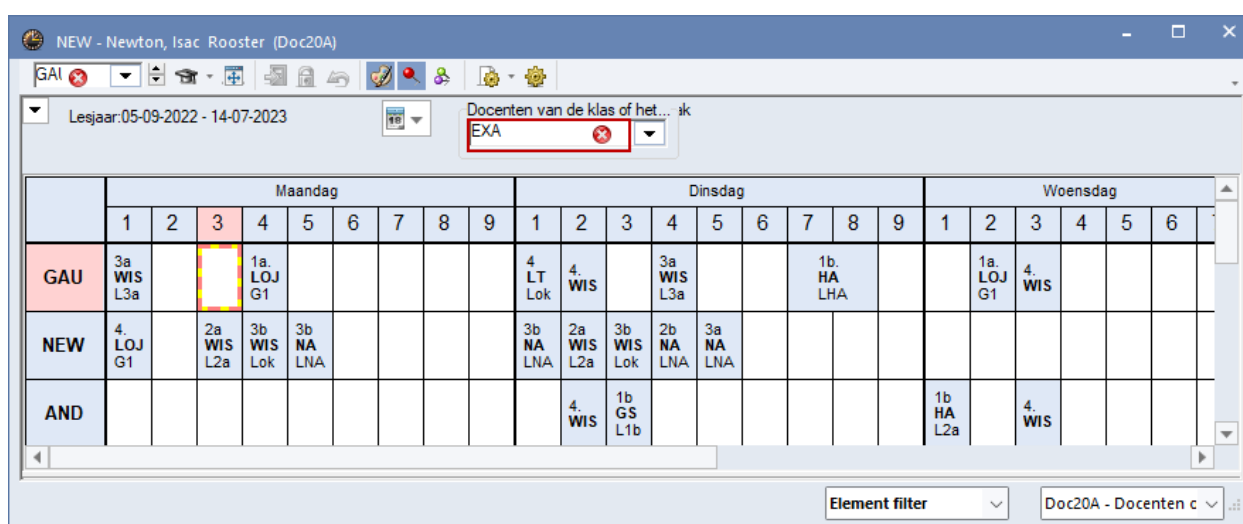 NEW - Newton, Isac Rooster (Doc20A)
GAU
Lesjaar:05-09-2022 - 14-07-2023
18
Docenten van de klas of het... ak
EXA
Maandag Dinsdag Woensdag
1 2 3 4 5 6 7 8 9 1 2 3 4 5 6 7 8 9 1 2 3 4 5 6
GAU
3a
WIS
L3a
1a.
LOJ
G1
4
LT
Lok
4.
WIS
3a
WIS
L3a
1b.
HA
LHA
1a.
LOJ
G1
4.
WIS
NEW
4.
LOJ
G1
2a
WIS
L2a
3b
WIS
Lok
3b
NA
LNA
3b
NA
LNA
2a
WIS
L2a
3b
WIS
Lok
2b
NA
LNA
3a
NA
LNA
AND
4.
WIS
1b
GS
L1b
1b
HA
L2a
4.
WIS
Element filter
Doc20A - Docenten c